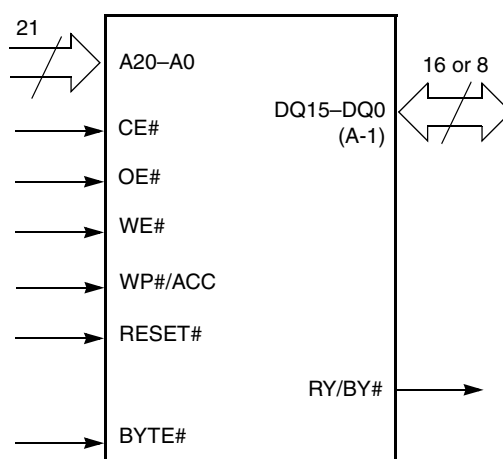 21
A20–A0
16 or 8
DQ15–DQ0
(A-1)
CE#
OE#
WE#
WP#/ACC
RESET#
RY/BY#
BYTE#